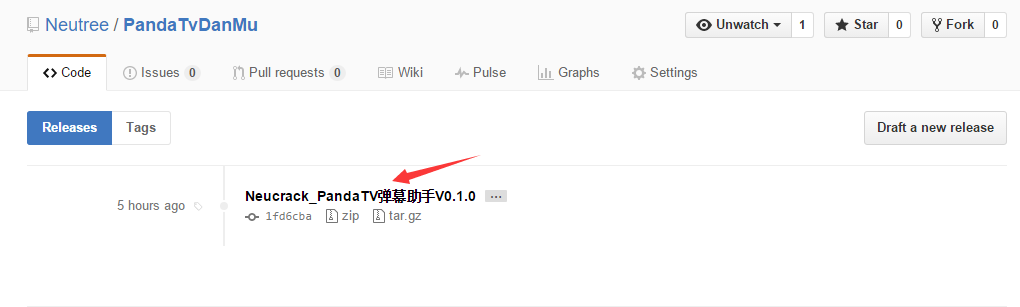 Neutree / PandaTvDanMu
Unwatch 1 Star 0 Fork 0
Code Issues 0 Pull requests 0 Wiki Pulse Graphs Settings
Releases Tags Draft a new release
Neucrack_PandaTV弹幕助手V0.1.0 ...
5 hours ago
1fd6cba zip tar.gz